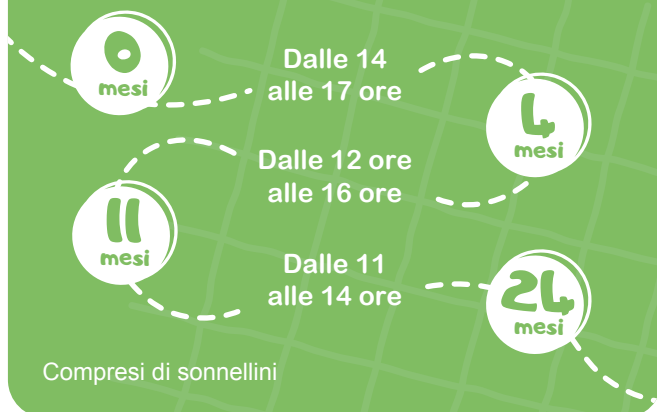 0
mesi
Dalle 14
alle 17 ore
4
mesi
Dalle 12 ore
alle 16 ore
11
mesi
Dalle 11
alle 14 ore
24
mesi
Compresi di sonnellini